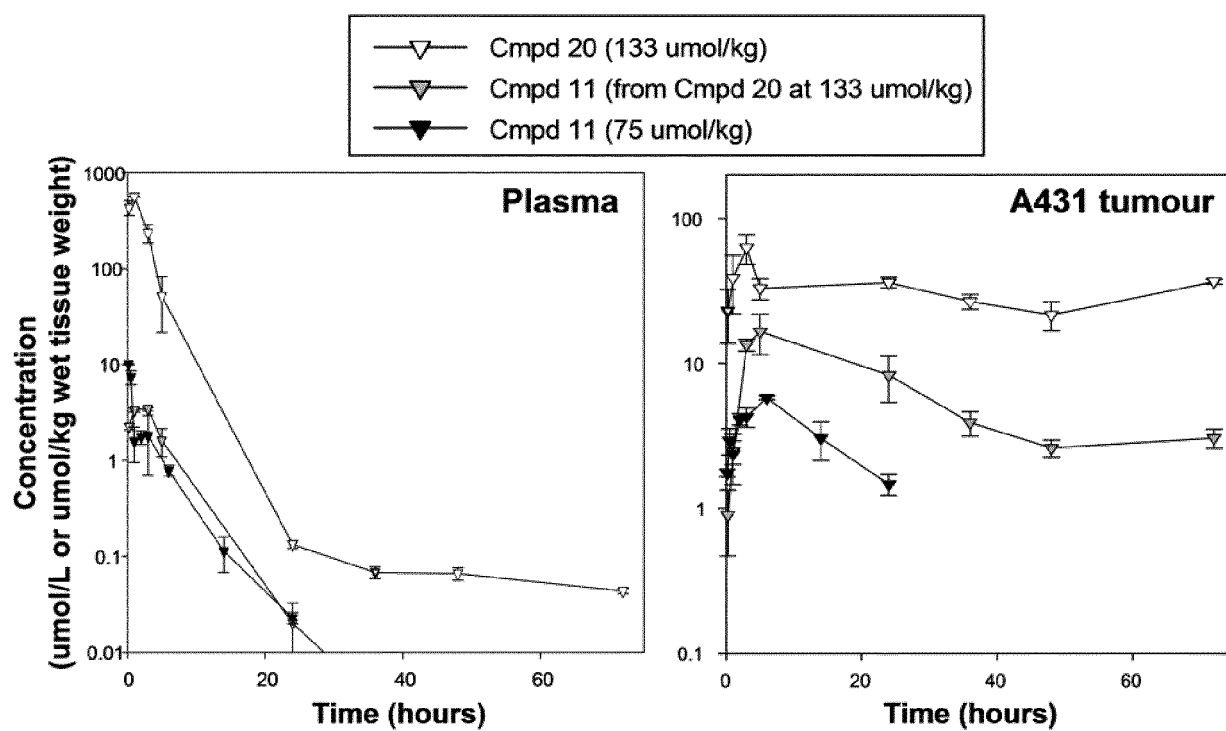 Cmpd 20 (133 umol/kg)
Cmpd 11 (from Cmpd 20 at 133 umol/kg)
Cmpd 11 (75 umol/kg)
Concentration
(umol/L or umol/kg wet tissue weight)
Plasma
1000
100
10
1
0.1
0.01
0
20
40
60
Time (hours)
A431 tumour
100
10
1
0.1
0
20
40
60
Time (hours)